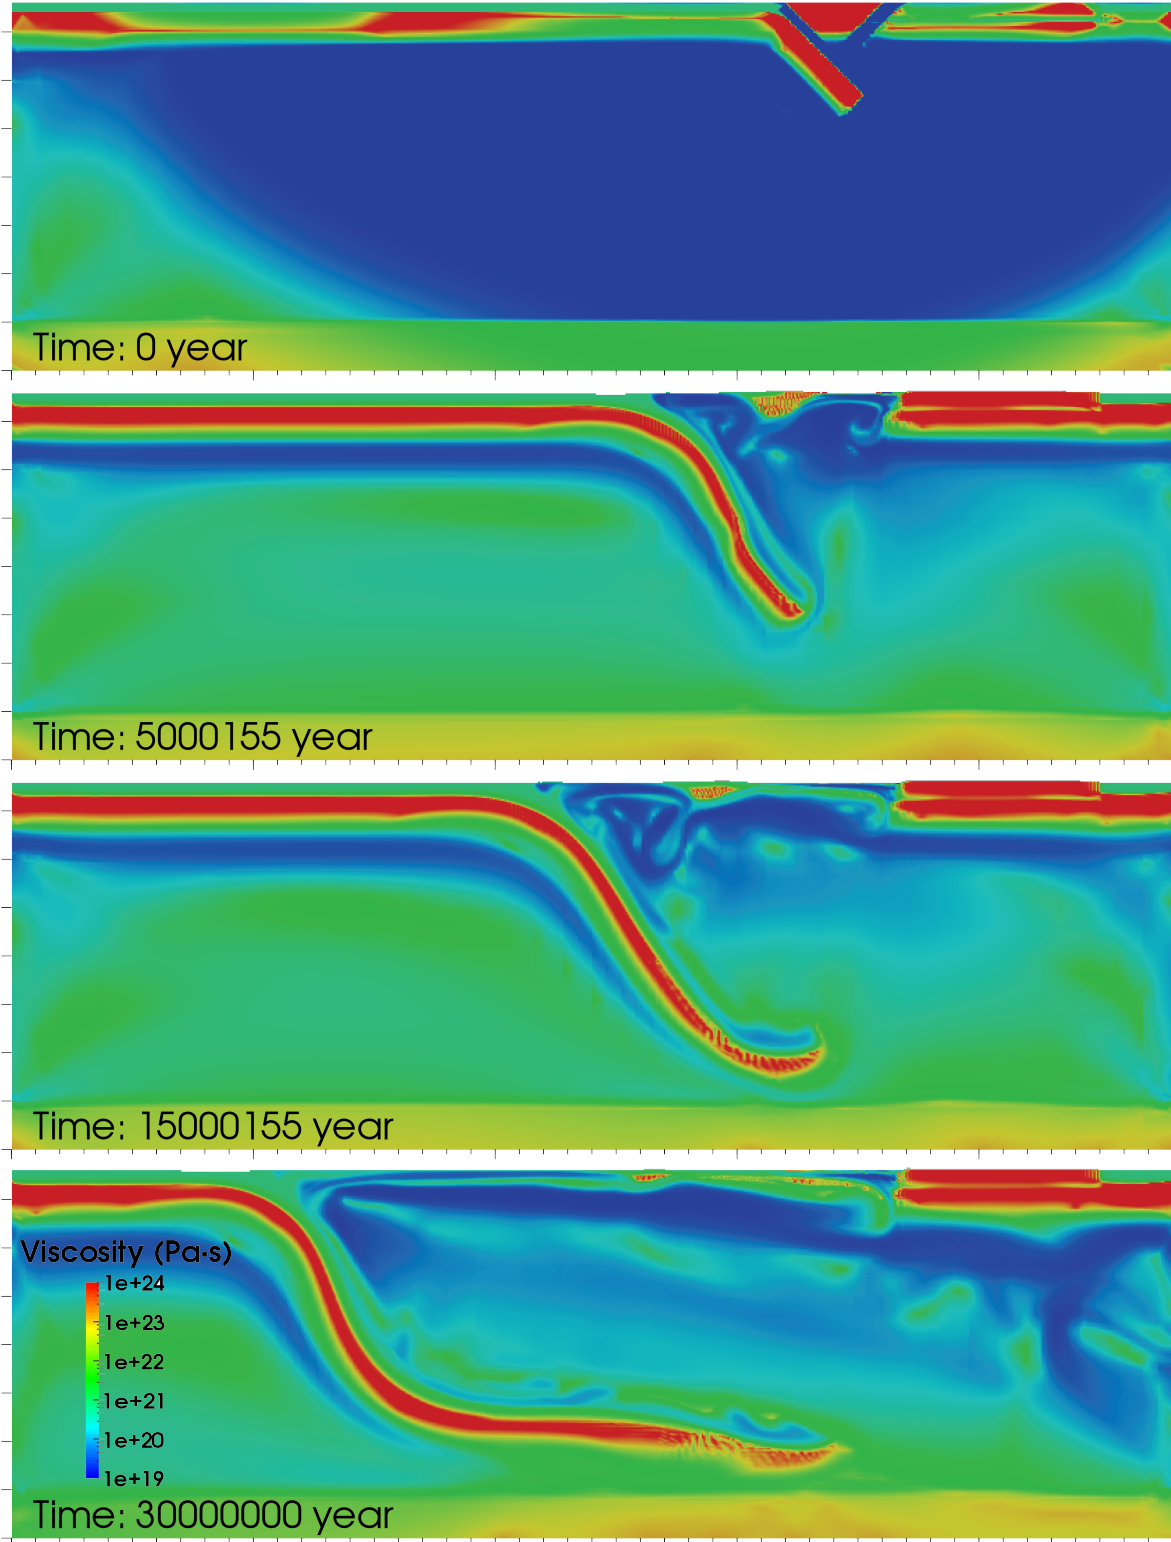 Time: 0 year
Time: 5000155 year
Time: 15000155 year
Viscosity (Pa·s)
1e+24
1e+23
1e+22
1e+21
1e+20
1e+19
Time: 30000000 year